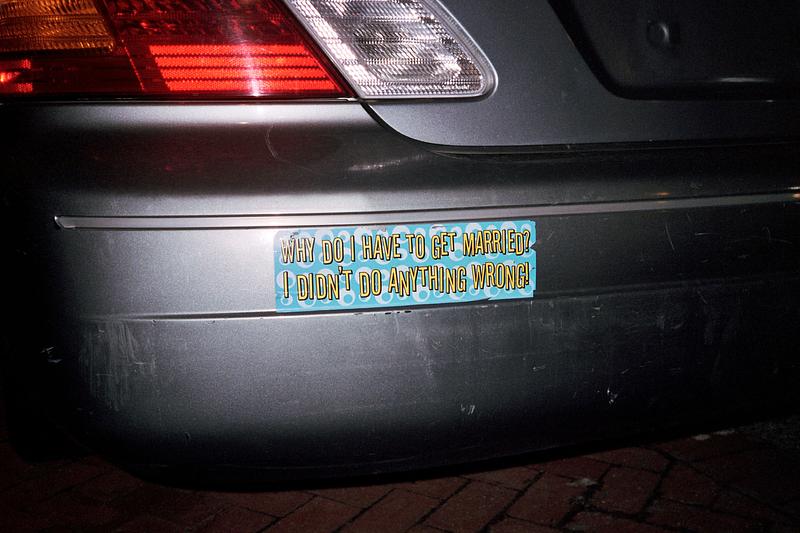 WHY DO I HAVE TO GET MARRIED?
I DIDN'T DO ANYTHING WRONG!